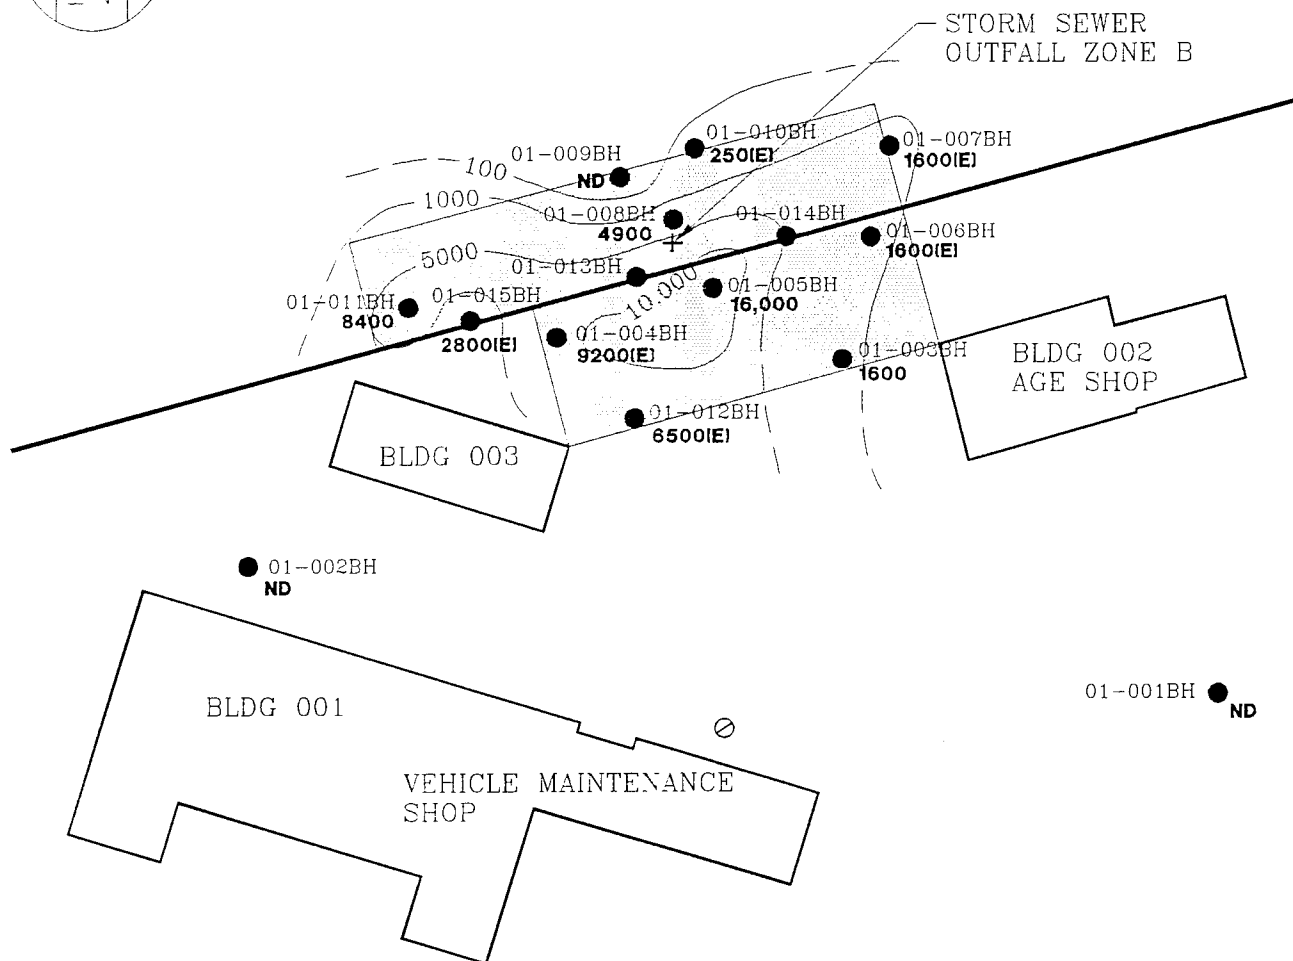 STORM SEWER
OUTFALL ZONE B
01-010BH
250(E)
01-007BH
1600(E)
01-009BH
ND
100
1000
01-008BH
4900
01-014BH
01-006BH
1600(E)
5000
01-013BH
10,000
01-005BH
16,000
01-011BH
8400
01-015BH
2800(E)
01-004BH
9200(E)
01-003BH
1600
BLDG 002
AGE SHOP
01-012BH
6500(E)
BLDG 003
01-002BH
ND
BLDG 001
01-001BH
ND
VEHICLE MAINTENANCE
SHOP